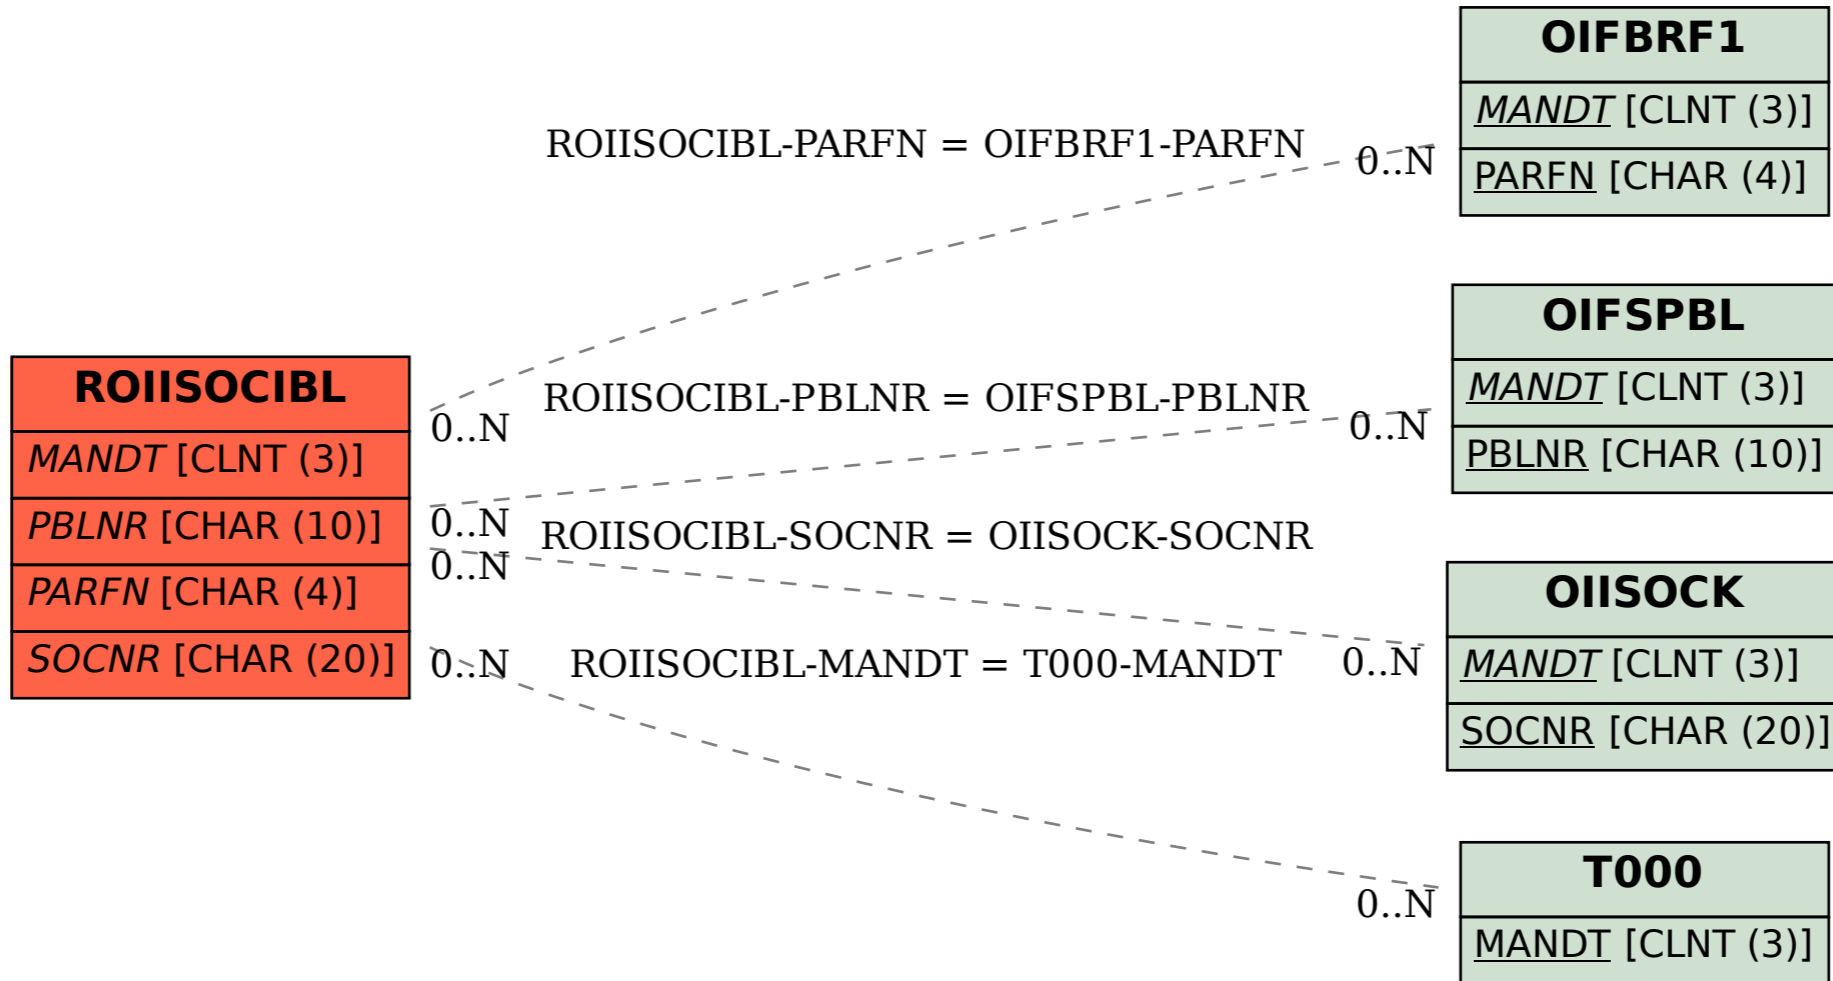 OIFBRF1
MANDT [CLNT (3)]
PARFN [CHAR (4)]
ROIISOCIBL-PARFN = OIFBRF1-PARFN
0..N
0..N
OIFSPBL
MANDT [CLNT (3)]
PBLNR [CHAR (10)]
ROIISOCIBL-PBLNR = OIFSPBL-PBLNR
0..N
0..N
ROIISOCIBL
MANDT [CLNT (3)]
PBLNR [CHAR (10)]
PARFN [CHAR (4)]
SOCNR [CHAR (20)]
ROIISOCIBL-SOCNR = OIISOCK-SOCNR
0..N
0..N
OIISOCK
MANDT [CLNT (3)]
SOCNR [CHAR (20)]
ROIISOCIBL-MANDT = T000-MANDT
0..N
0..N
T000
MANDT [CLNT (3)]